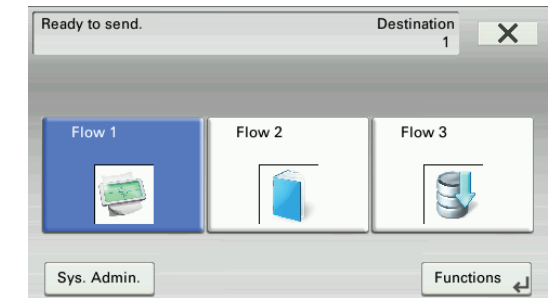 Ready to send.
Destination
1
Flow 1
Flow 2
Flow 3
Sys. Admin.
Functions